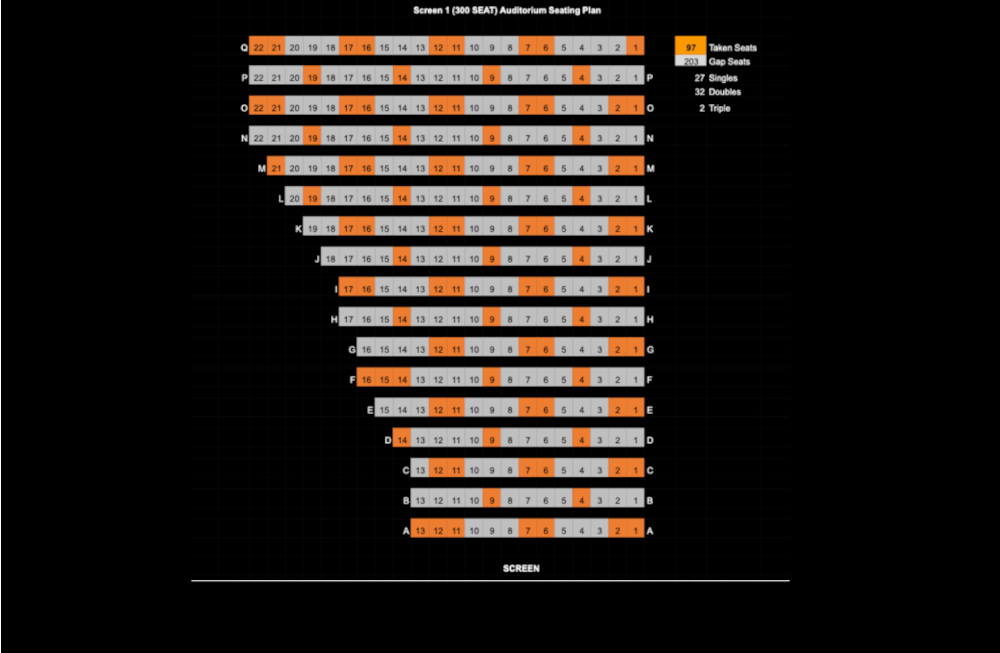 Screen 1 (300 SEAT) Auditorium Seating Plan
Q 22 21 20 19 18 17 16 15 14 13 12 11 10 9 8 7 6 5 4 3 2 1
97 Taken Seats
203 Gap Seats
P 22 21 20 19 18 17 16 15 14 13 12 11 10 9 8 7 6 5 4 3 2 1 P
27 Singles
32 Doubles
O 22 21 20 19 18 17 16 15 14 13 12 11 10 9 8 7 6 5 4 3 2 1 O
2 Triple
N 22 21 20 19 18 17 16 15 14 13 12 11 10 9 8 7 6 5 4 3 2 1 N
M 21 20 19 18 17 16 15 14 13 12 11 10 9 8 7 6 5 4 3 2 1 M
L 20 19 18 17 16 15 14 13 12 11 10 9 8 7 6 5 4 3 2 1 L
K 19 18 17 16 15 14 13 12 11 10 9 8 7 6 5 4 3 2 1 K
J 18 17 16 15 14 13 12 11 10 9 8 7 6 5 4 3 2 1 J
I 17 16 15 14 13 12 11 10 9 8 7 6 5 4 3 2 1 I
H 17 16 15 14 13 12 11 10 9 8 7 6 5 4 3 2 1 H
G 16 15 14 13 12 11 10 9 8 7 6 5 4 3 2 1 G
F 16 15 14 13 12 11 10 9 8 7 6 5 4 3 2 1 F
E 15 14 13 12 11 10 9 8 7 6 5 4 3 2 1 E
D 14 13 12 11 10 9 8 7 6 5 4 3 2 1 D
C 13 12 11 10 9 8 7 6 5 4 3 2 1 C
B 13 12 11 10 9 8 7 6 5 4 3 2 1 B
A 13 12 11 10 9 8 7 6 5 4 3 2 1 A
SCREEN